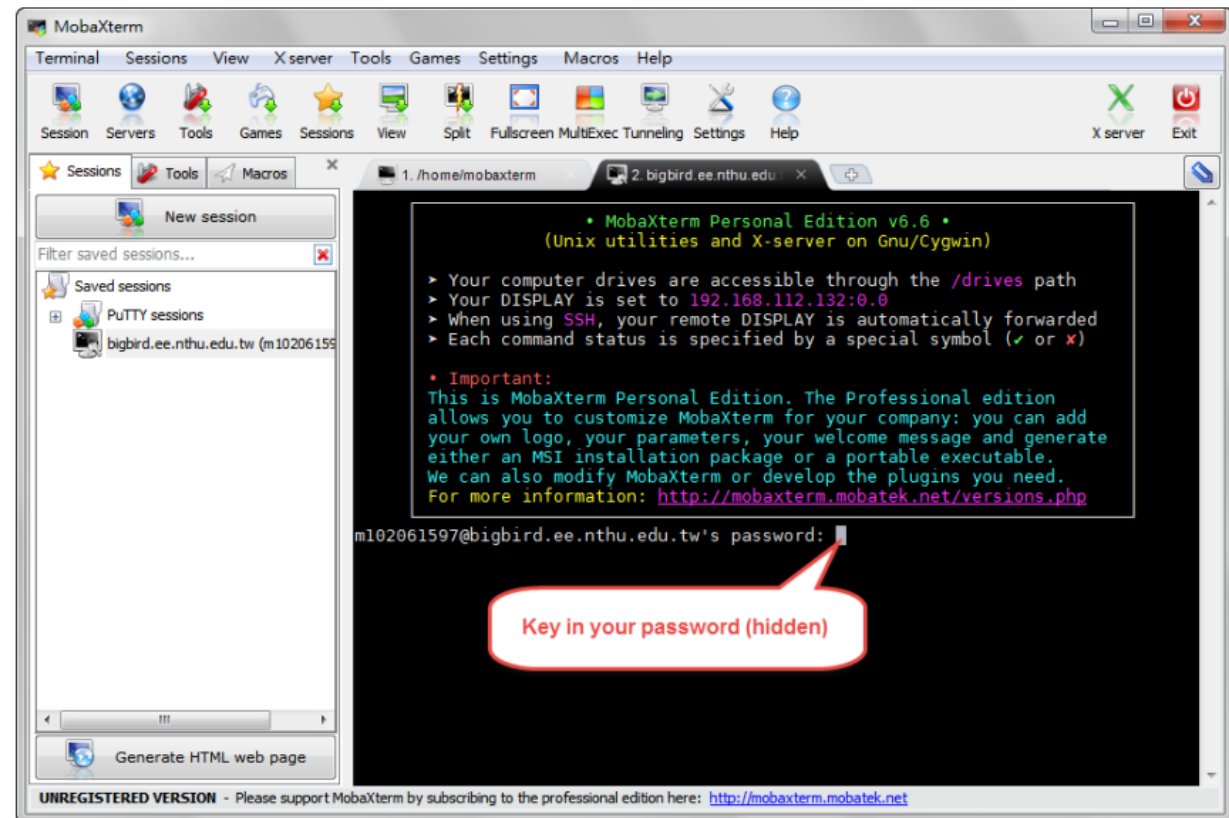 MobaXterm
Terminal Sessions View X server Tools Games Settings Macros Help
Session Servers Tools Games Sessions View Split Fullscreen MultiExec Tunneling Settings Help X server Exit
Sessions Tools Macros
1. /home/mobaxterm
2. bigbird.ee.nthu.edu.
New session
Filter saved sessions...
Saved sessions
PuTTY sessions
bigbird.ee.nthu.edu.tw (m10206159
• MobaXterm Personal Edition v6.6 •
(Unix utilities and X-server on Gnu/Cygwin)
➤ Your computer drives are accessible through the /drives path
➤ Your DISPLAY is set to 192.168.112.132:0.0
➤ When using SSH, your remote DISPLAY is automatically forwarded
➤ Each command status is specified by a special symbol (✔ or ✘)
• Important:
This is MobaXterm Personal Edition. The Professional edition
allows you to customize MobaXterm for your company: you can add
your own logo, your parameters, your welcome message and generate
either an MSI installation package or a portable executable.
We can also modify MobaXterm or develop the plugins you need.
For more information: http://mobaxterm.mobatek.net/versions.php
m102061597@bigbird.ee.nthu.edu.tw's password:
Key in your password (hidden)
Generate HTML web page
UNREGISTERED VERSION - Please support MobaXterm by subscribing to the professional edition here: http://mobaxterm.mobatek.net